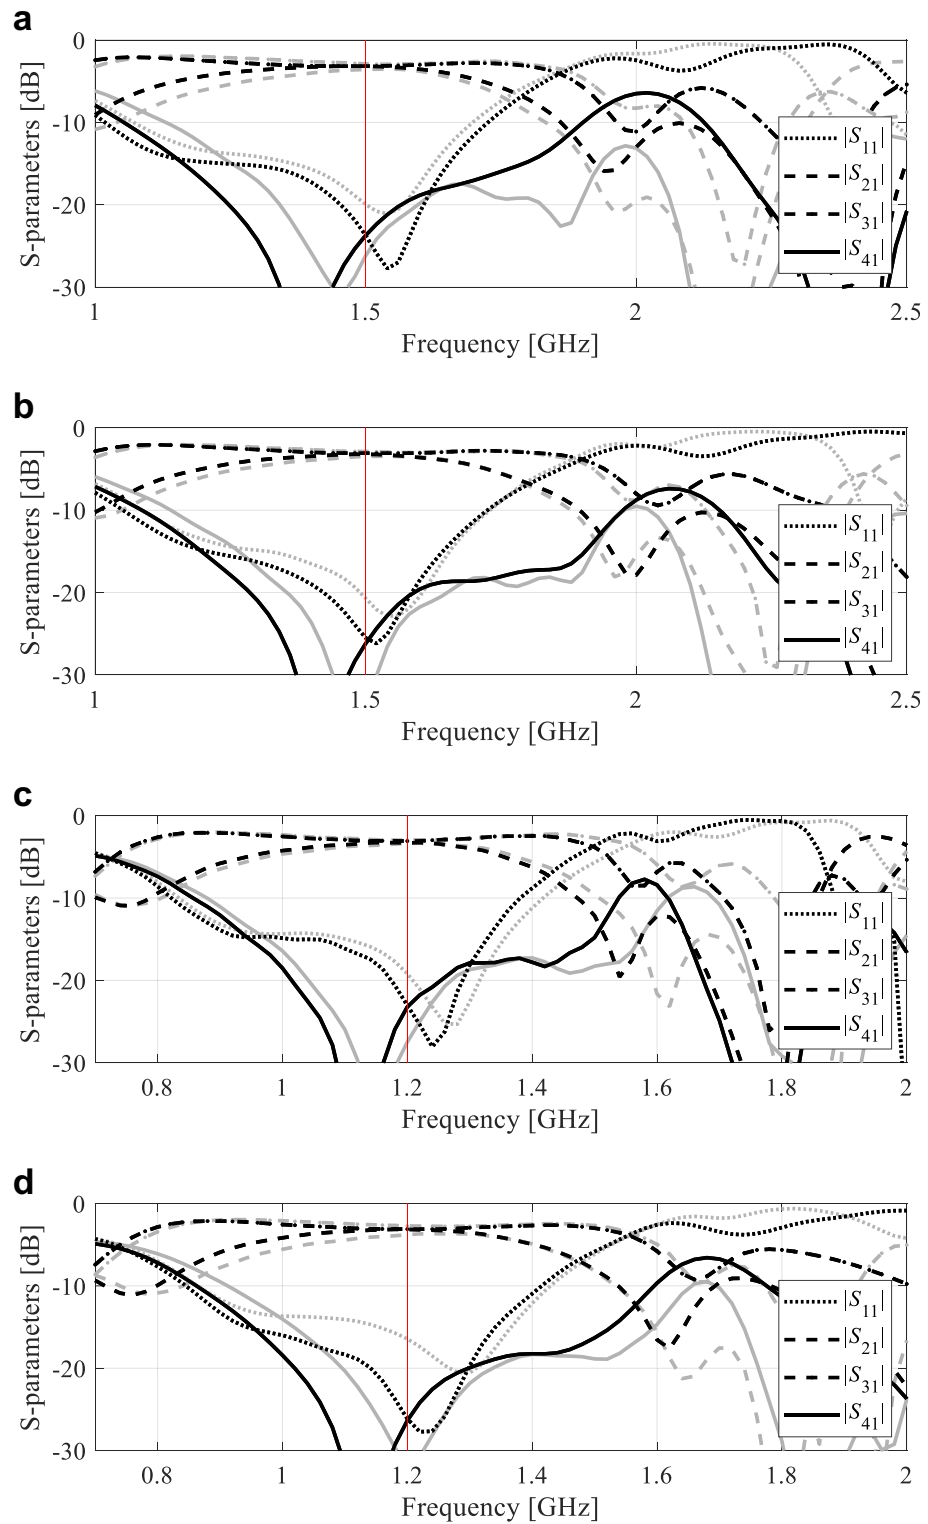 a
S-parameters [dB]
0
-10
-20
-30
1
1.5
2
2.5
Frequency [GHz]
|S11|
|S21|
|S31|
|S41|
b
S-parameters [dB]
0
-10
-20
-30
1
1.5
2
2.5
Frequency [GHz]
|S11|
|S21|
|S31|
|S41|
c
S-parameters [dB]
0
-10
-20
-30
0.8
1
1.2
1.4
1.6
1.8
2
Frequency [GHz]
|S11|
|S21|
|S31|
|S41|
d
S-parameters [dB]
0
-10
-20
-30
0.8
1
1.2
1.4
1.6
1.8
2
Frequency [GHz]
|S11|
|S21|
|S31|
|S41|